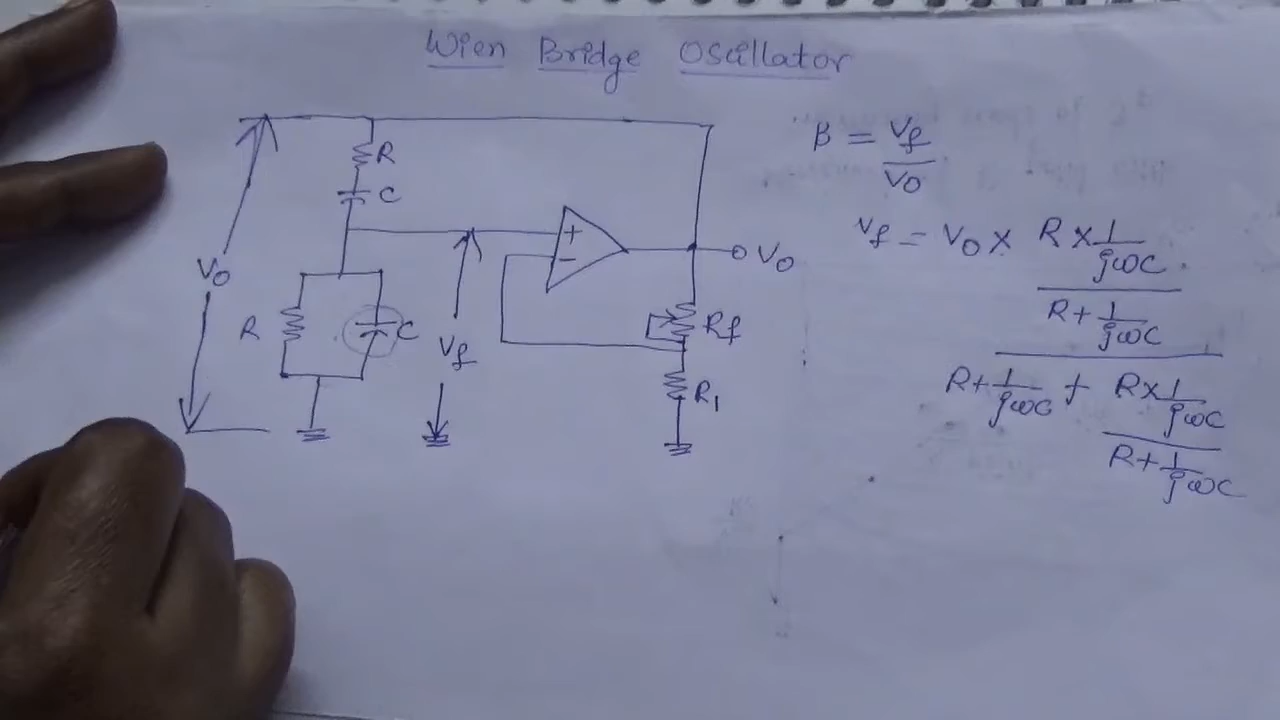 Wien Bridge Oscillator
R
C
R
C
Vo
Vf
+
−
Vo
Rf
R1
B = Vf / Vo
Vf = Vo × R × 1/jωC
R + 1/jωC
R + 1/jωC + R × 1/jωC
R + 1/jωC